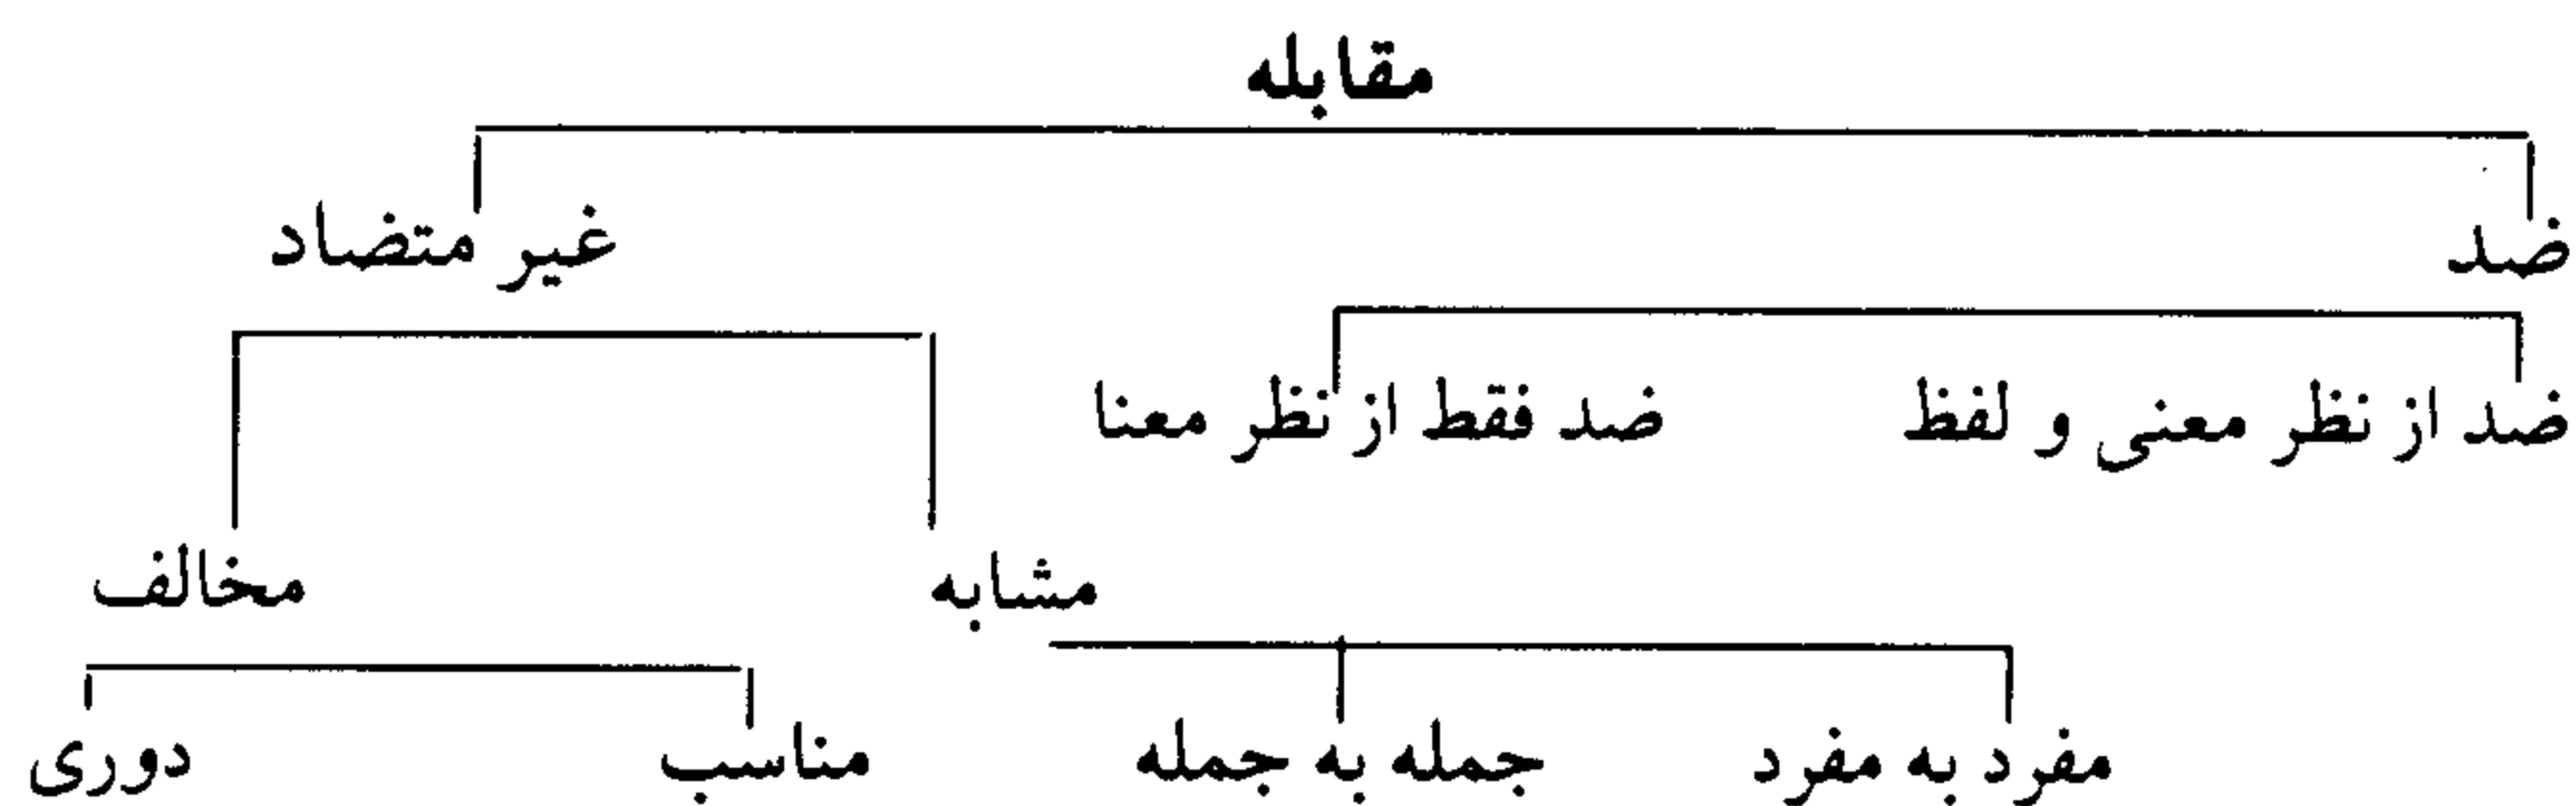 مقابله
ضد غیر متضاد
ضد از نظر معنی و لفظ ضد فقط از نظر معنا
مشابه مخالف
مفرد به مفرد جمله به جمله مناسب دوری